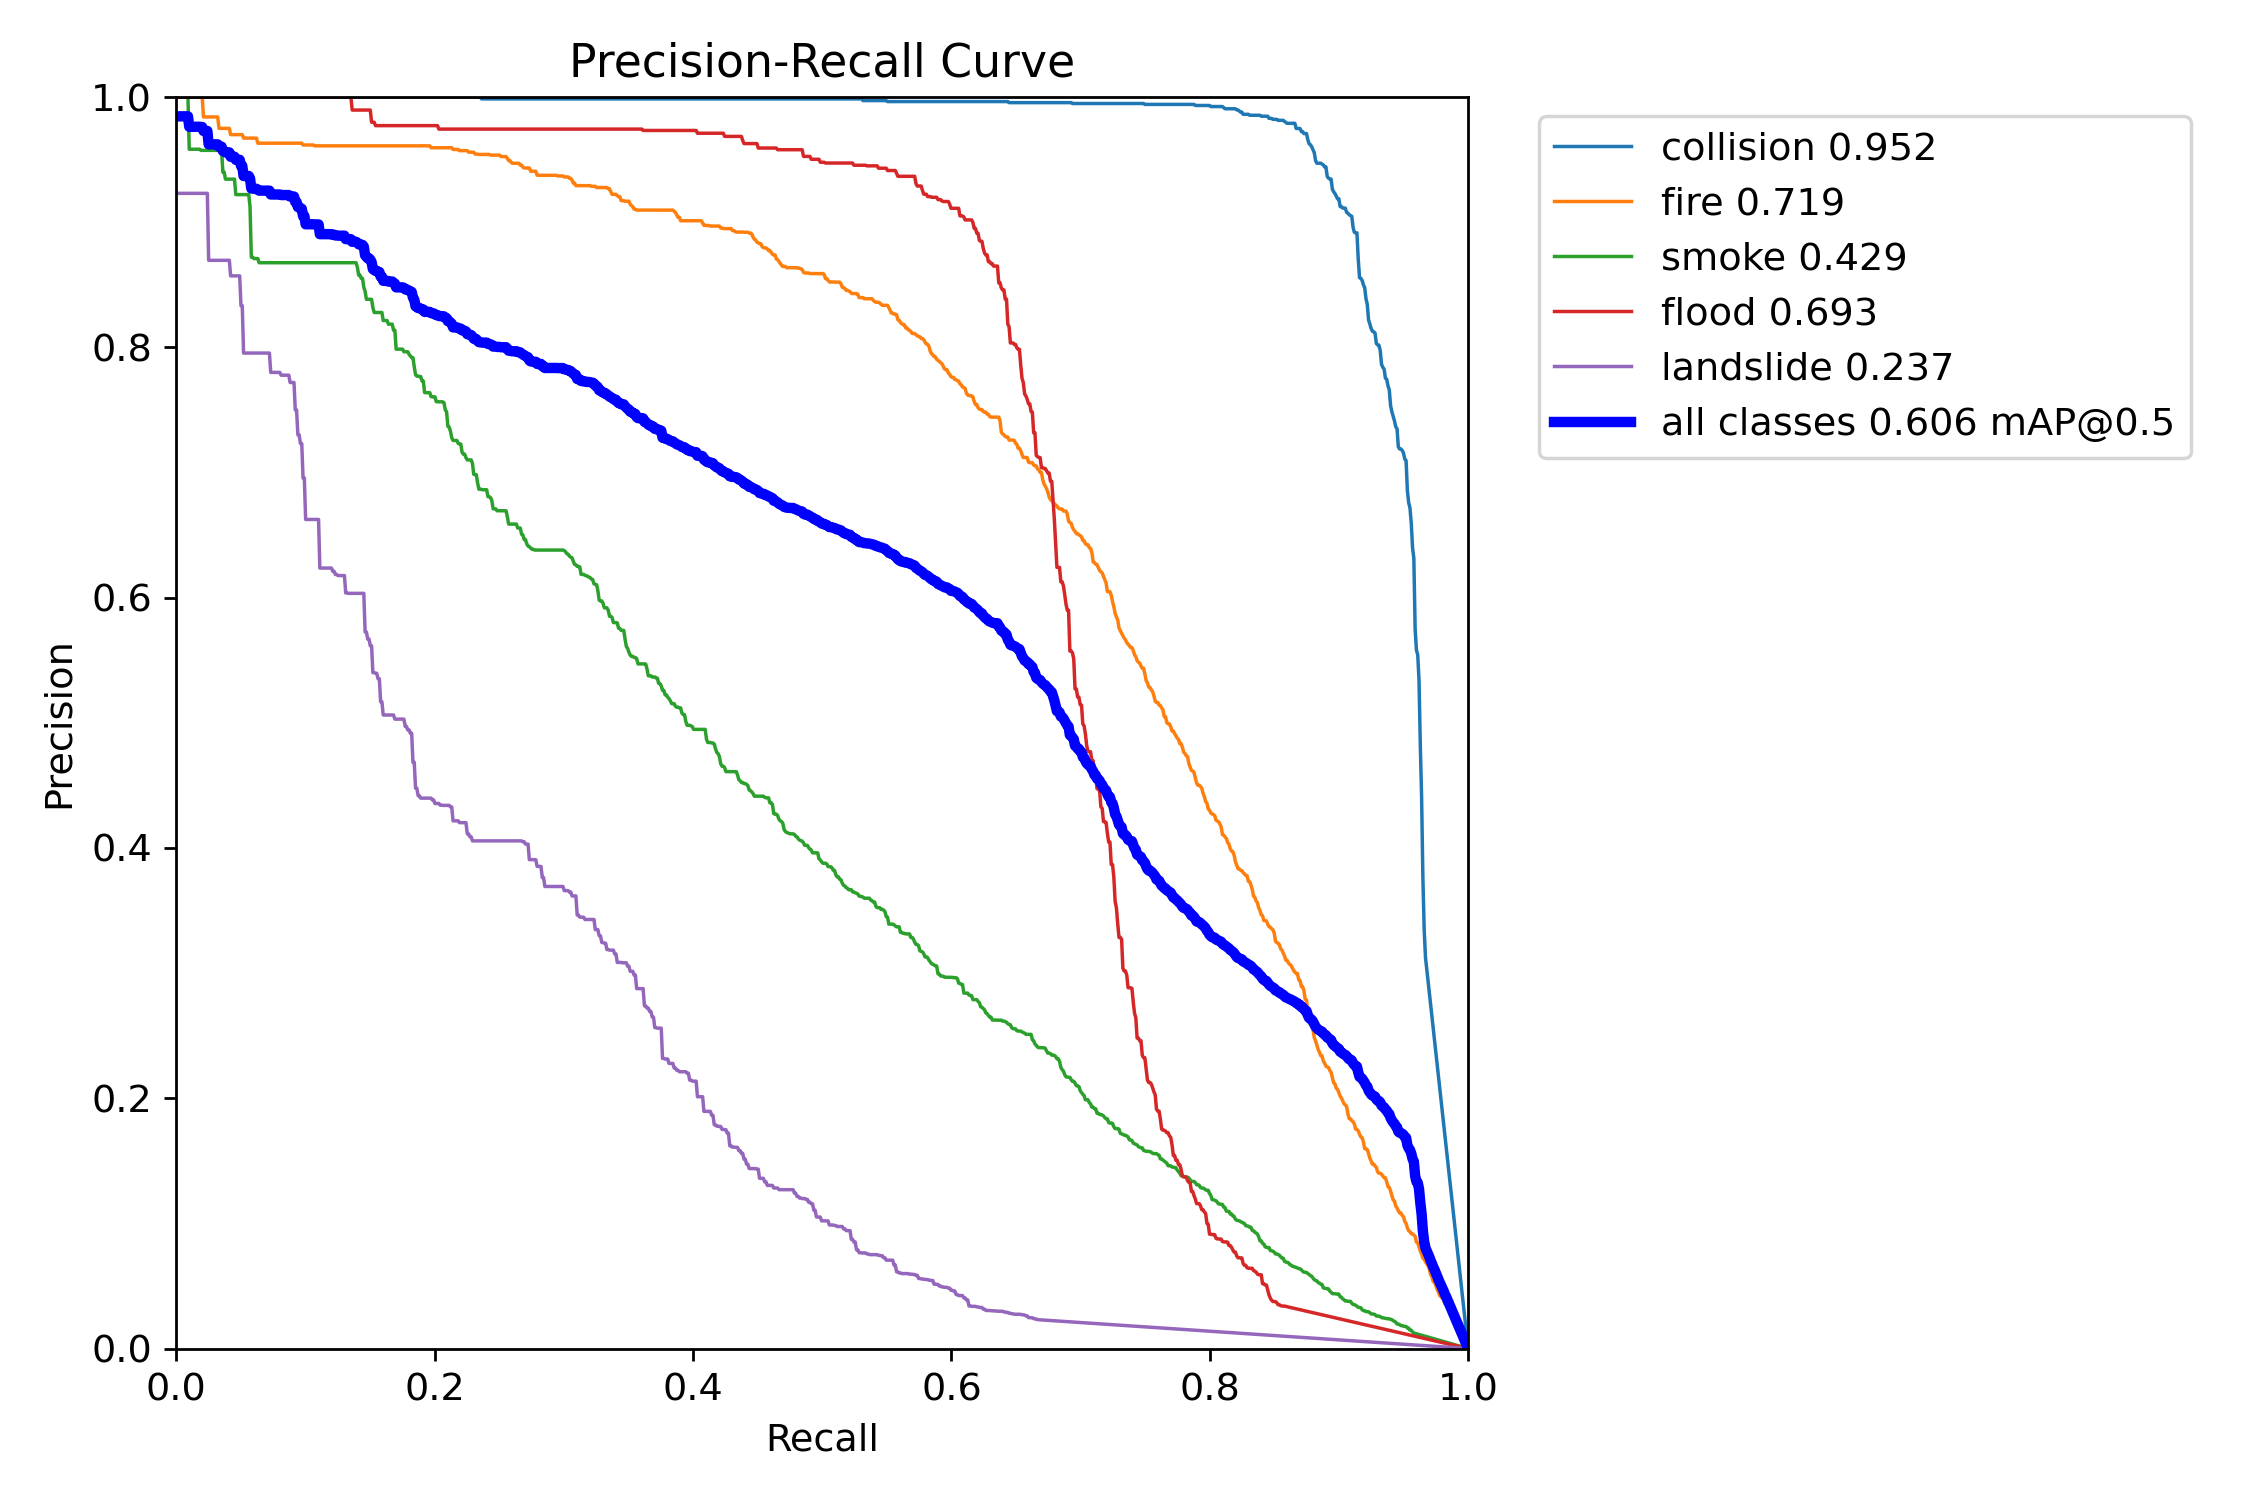 Precision-Recall Curve
1.0
0.8
0.6
0.4
0.2
0.0
Precision
0.0 0.2 0.4 0.6 0.8 1.0
Recall
collision 0.952
fire 0.719
smoke 0.429
flood 0.693
landslide 0.237
all classes 0.606 mAP@0.5